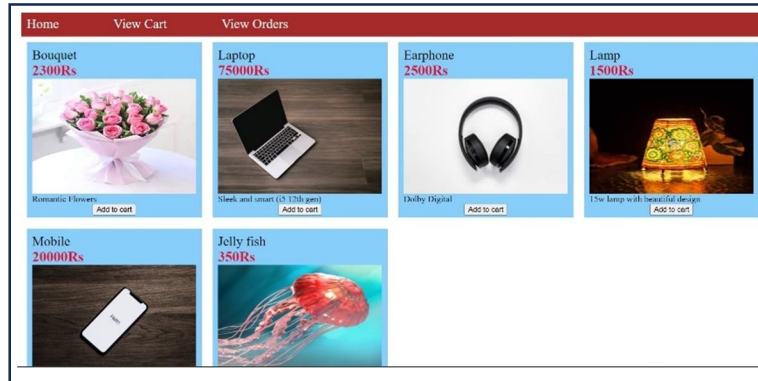 Home View Cart View Orders
Bouquet
2300Rs
Romantic Flowers
Add to cart
Laptop
75000Rs
Sleek and smart (i5 12th gen)
Add to cart
Earphone
2500Rs
Dolby Digital
Add to cart
Lamp
1500Rs
15w lamp with beautiful design
Add to cart
Mobile
20000Rs
Jelly fish
350Rs